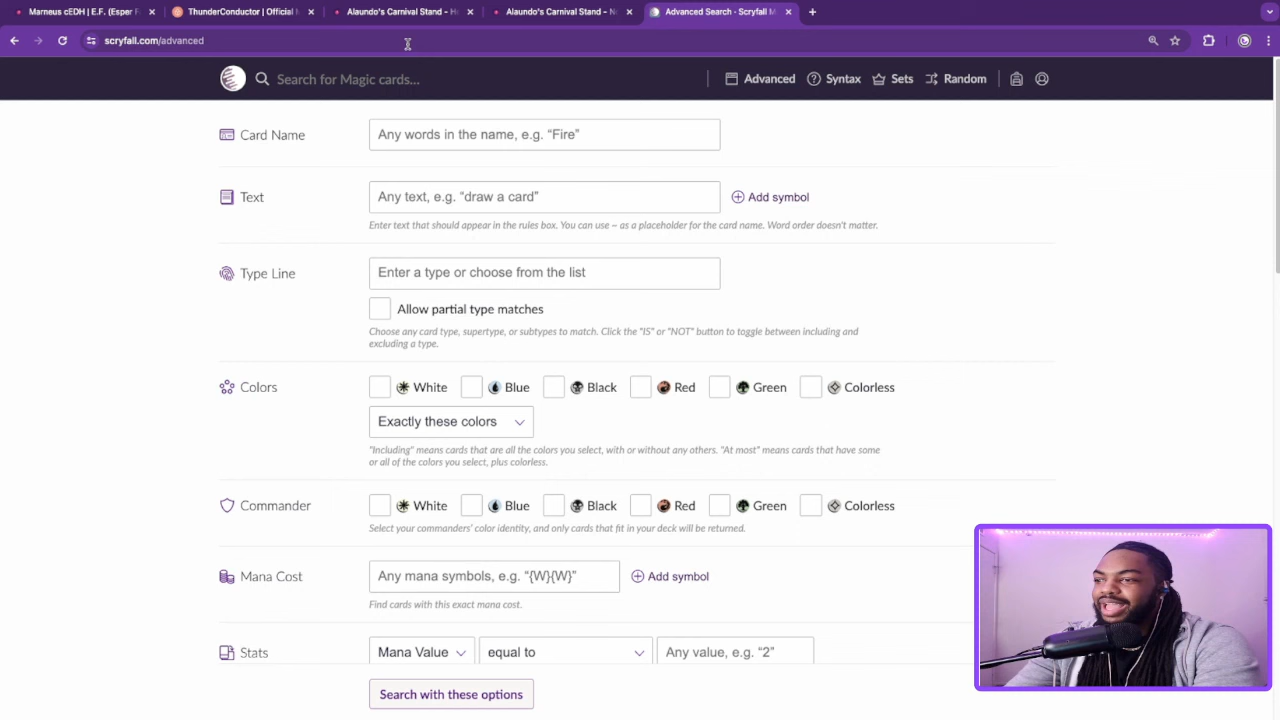 Marneus cEDH | E.F. (Esper F
ThunderConductor | Official
Alaundo's Carnival Stand - H
Alaundo's Carnival Stand - N
Advanced Search - Scryfall M
scryfall.com/advanced
Search for Magic cards...
Advanced
Syntax
Sets
Random
Card Name
Any words in the name, e.g. “Fire”
Text
Any text, e.g. “draw a card”
Add symbol
Enter text that should appear in the rules box. You can use ~ as a placeholder for the card name. Word order doesn't matter.
Type Line
Enter a type or choose from the list
Allow partial type matches
Choose any card type, supertype, or subtypes to match. Click the "IS" or "NOT" button to toggle between including and
excluding a type.
Colors
White
Blue
Black
Red
Green
Colorless
Exactly these colors
"Including" means cards that are all the colors you select, with or without any others. "At most" means cards that have some
or all of the colors you select, plus colorless.
Commander
White
Blue
Black
Red
Green
Colorless
Select your commanders' color identity, and only cards that fit in your deck will be returned.
Mana Cost
Any mana symbols, e.g. “{W}{W}”
Add symbol
Find cards with this exact mana cost.
Stats
Mana Value
equal to
Any value, e.g. “2”
Search with these options